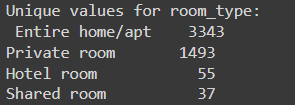 Unique values for room_type:
 Entire home/apt    3343
Private room       1493
Hotel room           55
Shared room          37